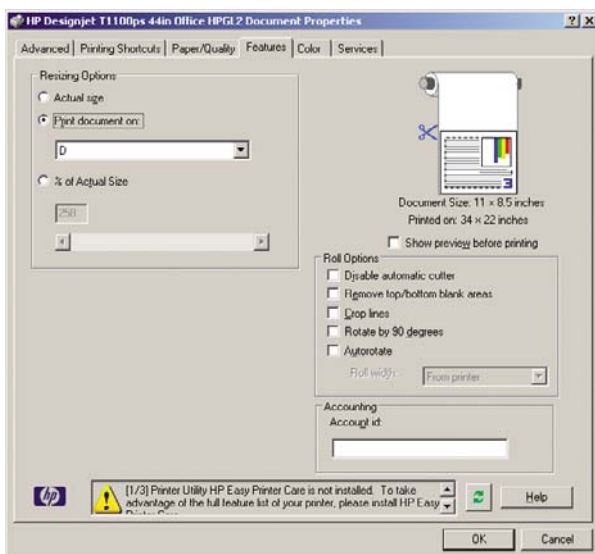 HP Designjet T1100ps 44in Office HPGL2 Document Properties
Advanced
Printing Shortcuts
Paper/Quality
Features
Color
Services
Resizing Options
Actual size
Print document on:
D
% of Actual Size
258
3
Document Size: 11 × 8.5 inches
Printed on: 34 × 22 inches
Show preview before printing
Roll Options
Disable automatic cutter
Remove top/bottom blank areas
Crop lines
Rotate by 90 degrees
Autorotate
Roll width:
From printer
Accounting
Account id:
hp
[1/3] Printer Utility HP Easy Printer Care is not installed. To take
advantage of the full feature list of your printer, please install HP Easy
Printer Care
Help
OK
Cancel